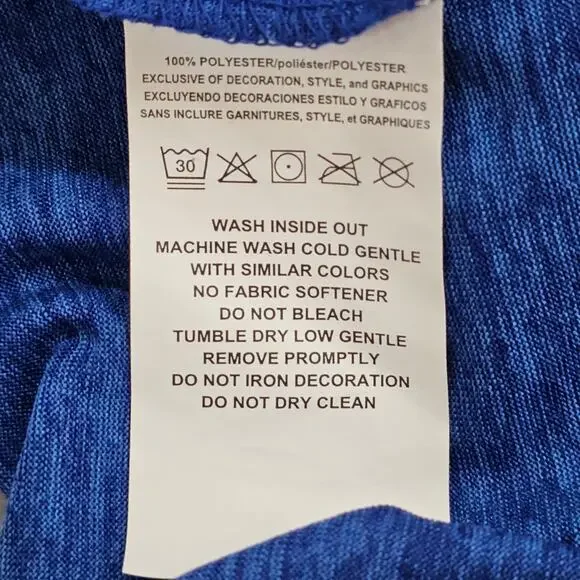 100% POLYESTER/poliéster/POLYESTER
EXCLUSIVE OF DECORATION, STYLE, and GRAPHICS
EXCLUYENDO DECORACIONES ESTILO Y GRAFICOS
SANS INCLURE GARNITURES, STYLE, et GRAPHIQUES
30
WASH INSIDE OUT
MACHINE WASH COLD GENTLE
WITH SIMILAR COLORS
NO FABRIC SOFTENER
DO NOT BLEACH
TUMBLE DRY LOW GENTLE
REMOVE PROMPTLY
DO NOT IRON DECORATION
DO NOT DRY CLEAN